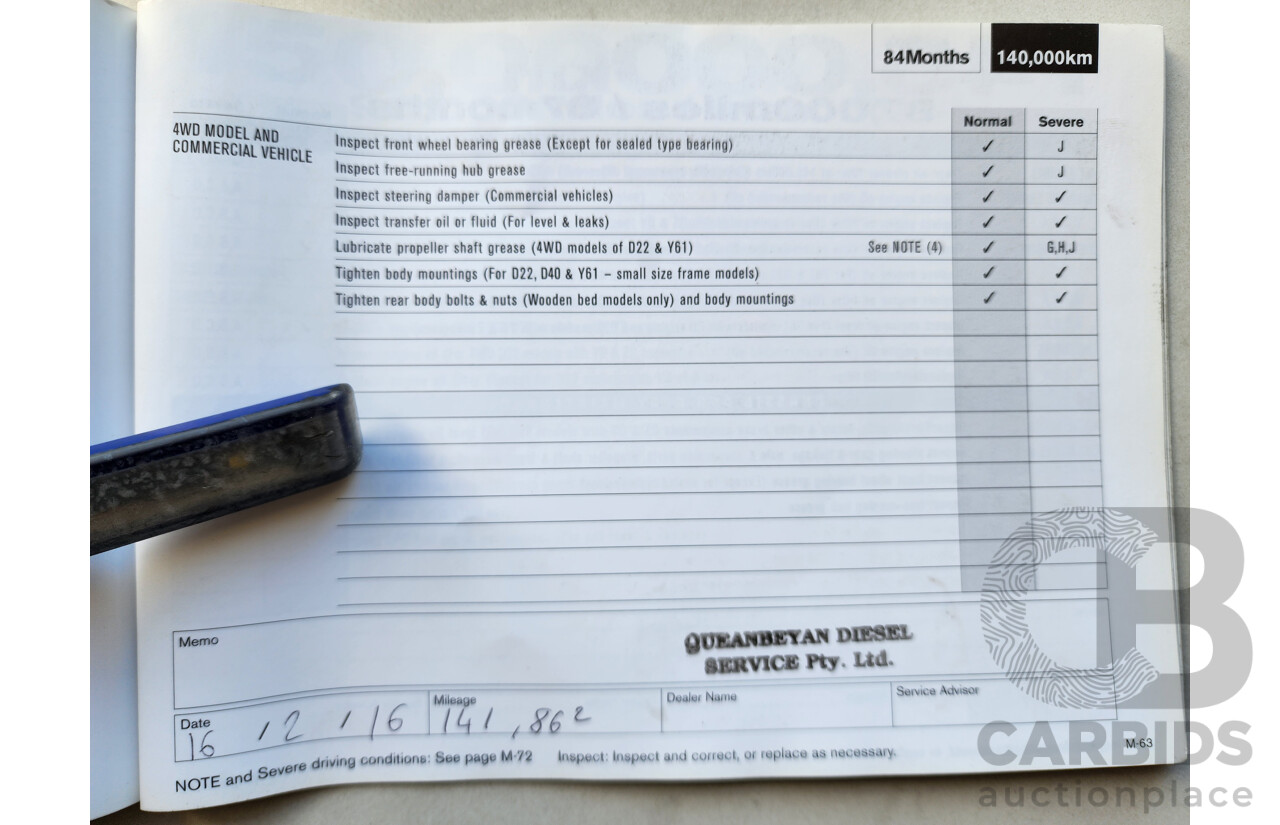 84Months 140,000km
Normal Severe
4WD MODEL AND
COMMERCIAL VEHICLE
Inspect front wheel bearing grease (Except for sealed type bearing) ✓ J
Inspect free-running hub grease ✓ J
Inspect steering damper (Commercial vehicles) ✓ ✓
Inspect transfer oil or fluid (For level & leaks) ✓ ✓
Lubricate propeller shaft grease (4WD models of D22 & Y61) See NOTE (4) ✓ G,H,J
Tighten body mountings (For D22, D40 & Y61 – small size frame models) ✓ ✓
Tighten rear body bolts & nuts (Wooden bed models only) and body mountings ✓ ✓
Memo
QUEANBEYAN DIESEL
SERVICE Pty. Ltd.
Date Mileage Dealer Name Service Advisor
16 / 2 / 16 141,862
NOTE and Severe driving conditions: See page M-72 Inspect: Inspect and correct, or replace as necessary.
M-63
CB
CARBIDS
auctionplace